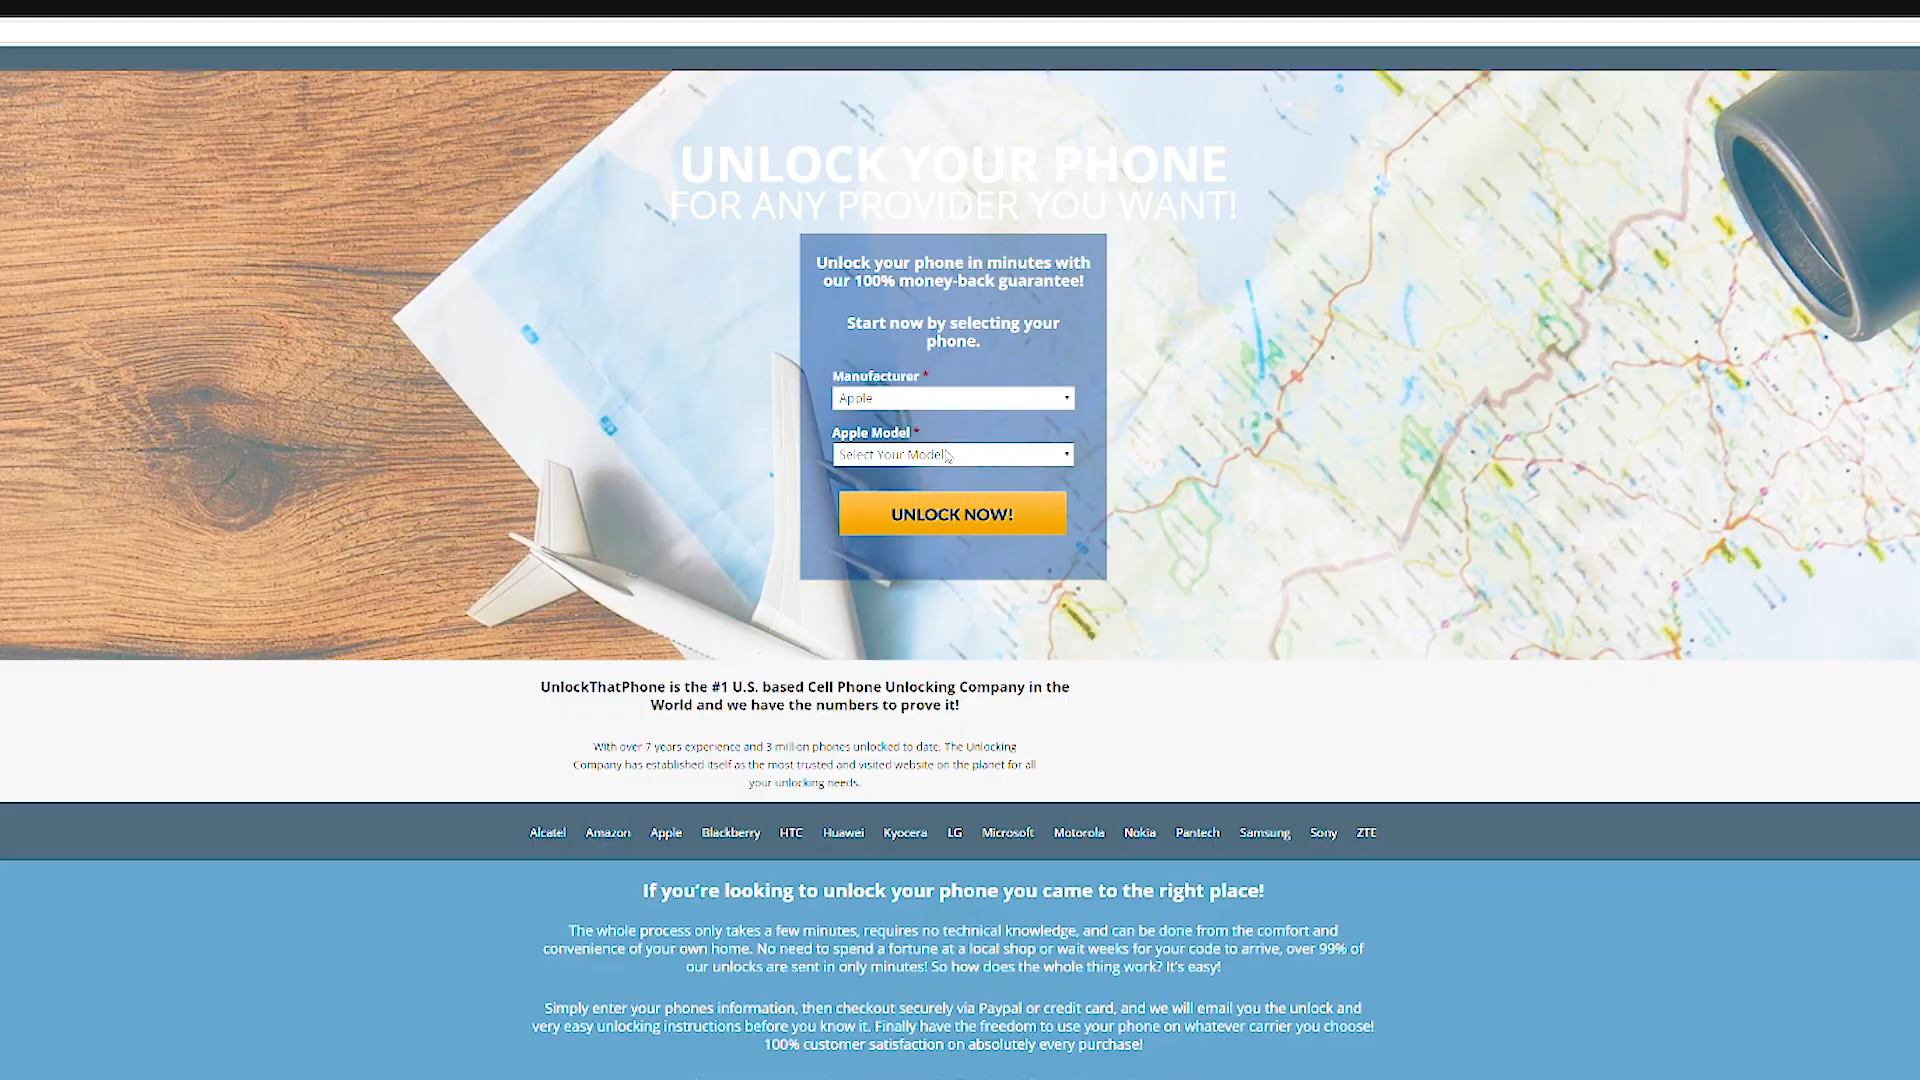 UNLOCK YOUR PHONE
FOR ANY PROVIDER YOU WANT!
Unlock your phone in minutes with
our 100% money-back guarantee!
Start now by selecting your
phone.
Manufacturer *
Apple
Apple Model *
Select Your Model
UNLOCK NOW!
UnlockThatPhone is the #1 U.S. based Cell Phone Unlocking Company in the
World and we have the numbers to prove it!
With over 7 years experience and 3 million phones unlocked to date. The Unlocking
Company has established itself as the most trusted and visited website on the planet for all
your unlocking needs.
Alcatel Amazon Apple Blackberry HTC Huawei Kyocera LG Microsoft Motorola Nokia Pantech Samsung Sony ZTE
If you're looking to unlock your phone you came to the right place!
The whole process only takes a few minutes, requires no technical knowledge, and can be done from the comfort and
convenience of your own home. No need to spend a fortune at a local shop or wait weeks for your code to arrive, over 99% of
our unlocks are sent in only minutes! So how does the whole thing work? It's easy!
Simply enter your phones information, then checkout securely via Paypal or credit card, and we will email you the unlock and
very easy unlocking instructions before you know it. Finally have the freedom to use your phone on whatever carrier you choose!
100% customer satisfaction on absolutely every purchase!